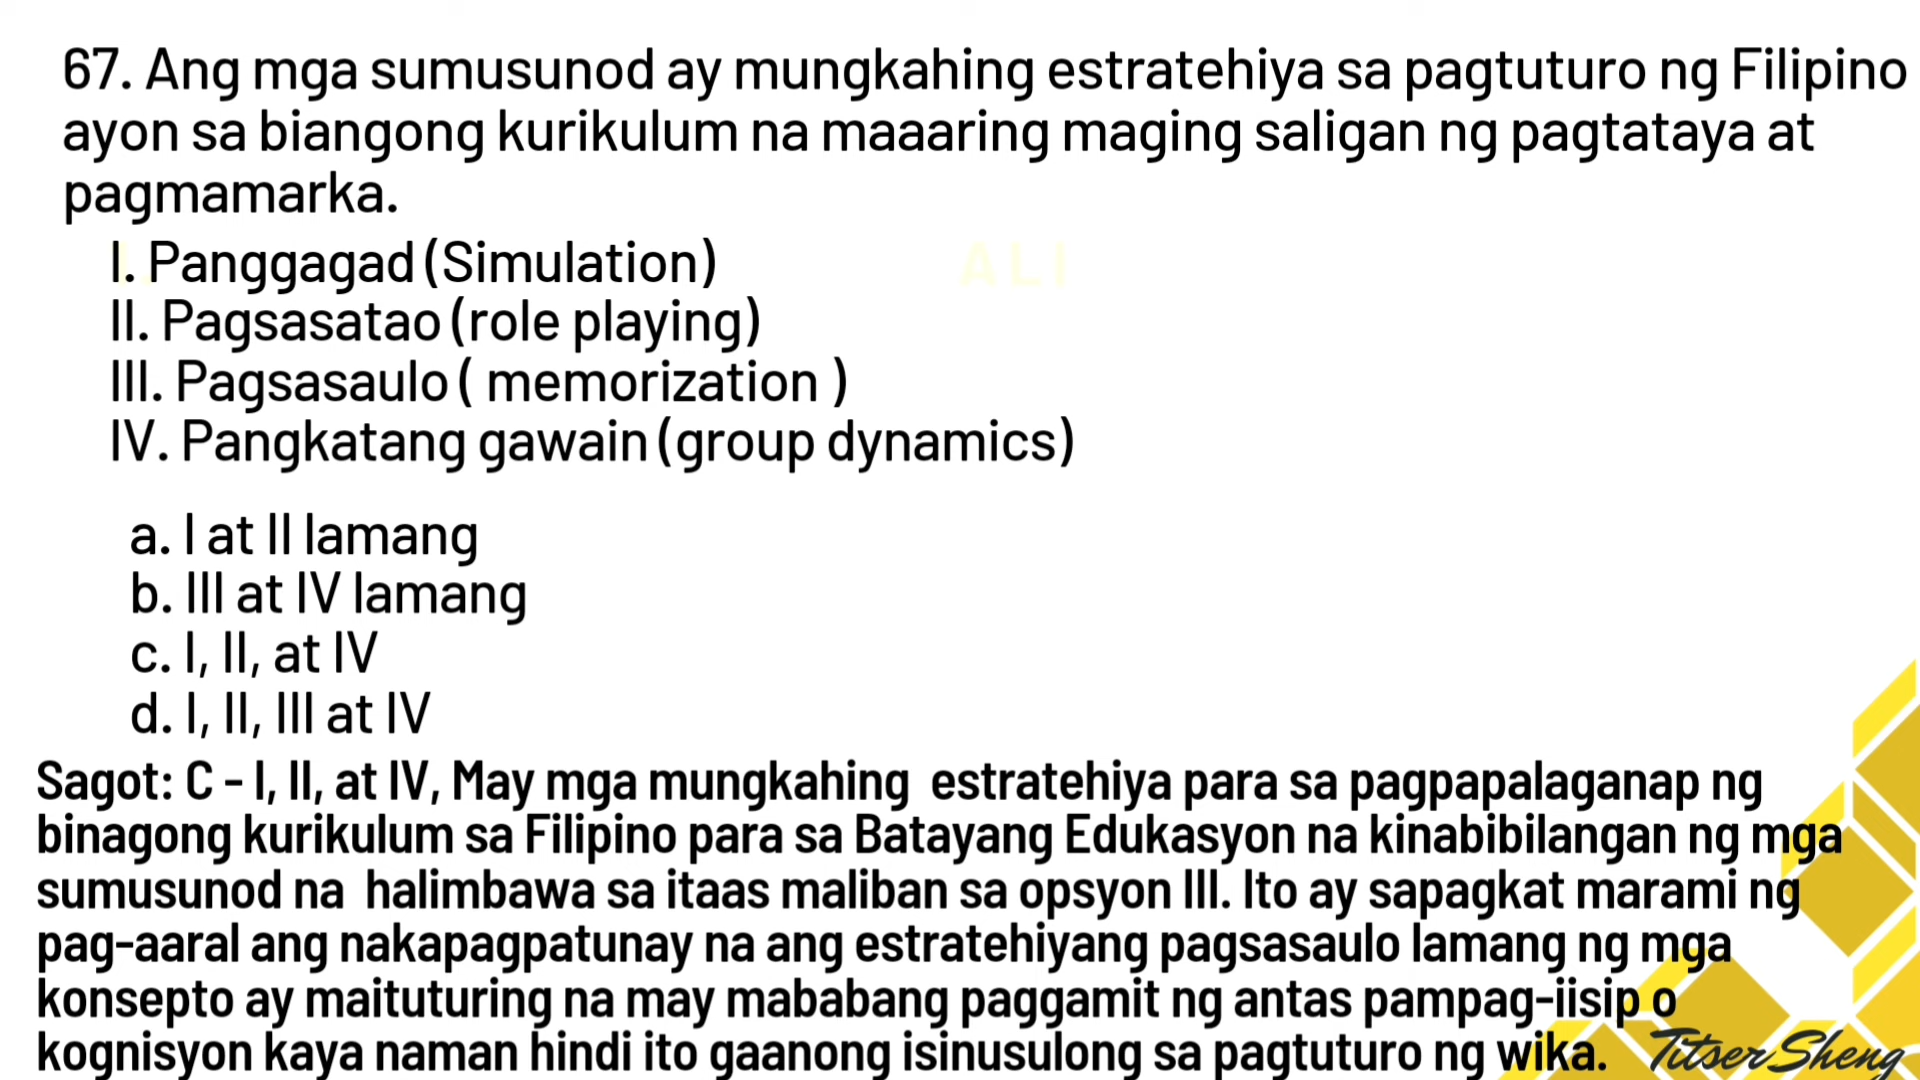 67. Ang mga sumusunod ay mungkahing estratehiya sa pagtuturo ng Filipino
ayon sa biangong kurikulum na maaaring maging saligan ng pagtataya at
pagmamarka.
I. Panggagad (Simulation)
ALI
II. Pagsasatao (role playing)
III. Pagsasaulo ( memorization )
IV. Pangkatang gawain (group dynamics)
a. I at II lamang
b. III at IV lamang
c. I, II, at IV
d. I, II, III at IV
Sagot: C - I, II, at IV, May mga mungkahing estratehiya para sa pagpapalaganap ng
binagong kurikulum sa Filipino para sa Batayang Edukasyon na kinabibilangan ng mga
sumusunod na halimbawa sa itaas maliban sa opsyon III. Ito ay sapagkat marami ng
pag-aaral ang nakapagpatunay na ang estratehiyang pagsasaulo lamang ng mga
konsepto ay maituturing na may mababang paggamit ng antas pampag-iisip o
kognisyon kaya naman hindi ito gaanong isinusulong sa pagtuturo ng wika.
Titser Sheng